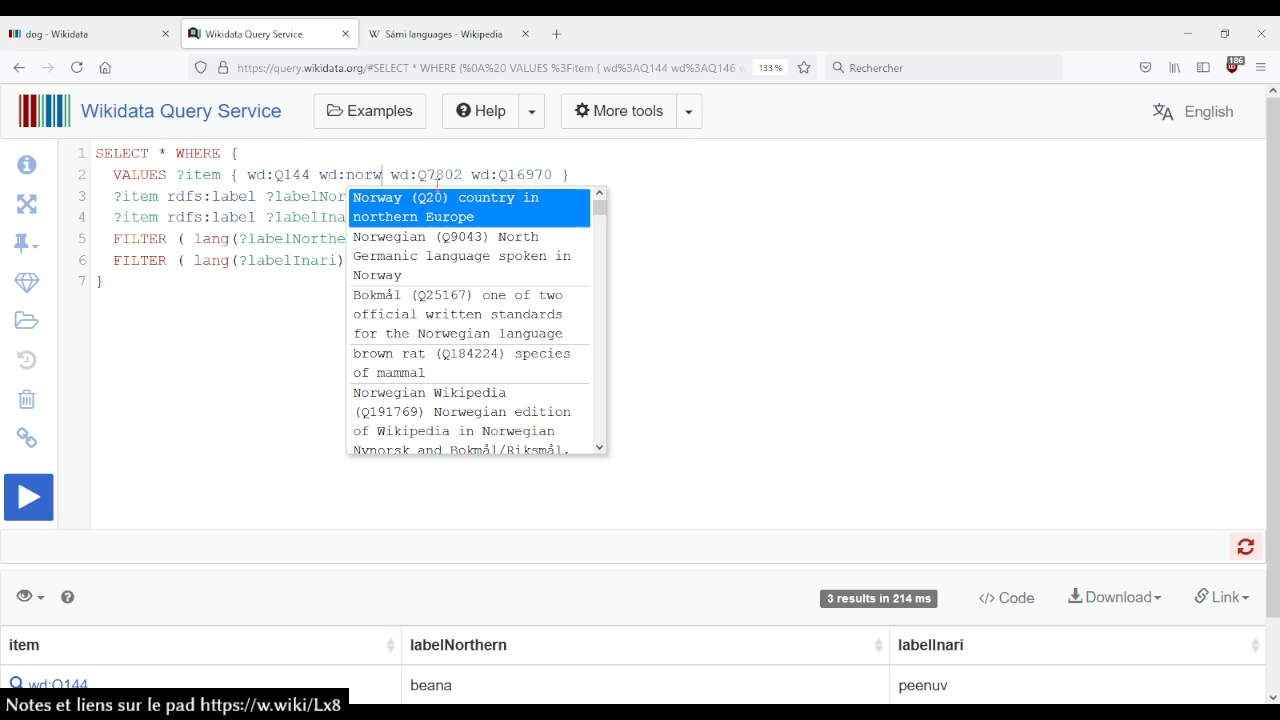 dog - Wikidata
Wikidata Query Service
Sámi languages - Wikipedia
https://query.wikidata.org/#SELECT * WHERE {%0A%20 VALUES %3Fitem { wd%3AQ144 wd%3AQ146
133 %
Rechercher
186
Wikidata Query Service
Examples
Help
More tools
English
1 SELECT * WHERE {
2 VALUES ?item { wd:Q144 wd:norw wd:Q7802 wd:Q16970 }
3 ?item rdfs:label ?labelNor
4 ?item rdfs:label ?labelIna
5 FILTER ( lang(?labelNorthe
6 FILTER ( lang(?labelInari)
7 }
Norway (Q20) country in
northern Europe
Norwegian (Q9043) North
Germanic language spoken in
Norway
Bokmål (Q25167) one of two
official written standards
for the Norwegian language
brown rat (Q184224) species
of mammal
Norwegian Wikipedia
(Q191769) Norwegian edition
of Wikipedia in Norwegian
Nynorsk and Bokmål/Riksmål.
3 results in 214 ms
</> Code
Download
Link
item
labelNorthern
labelInari
wd:Q144
beana
peenuv
Notes et liens sur le pad https://w.wiki/Lx8